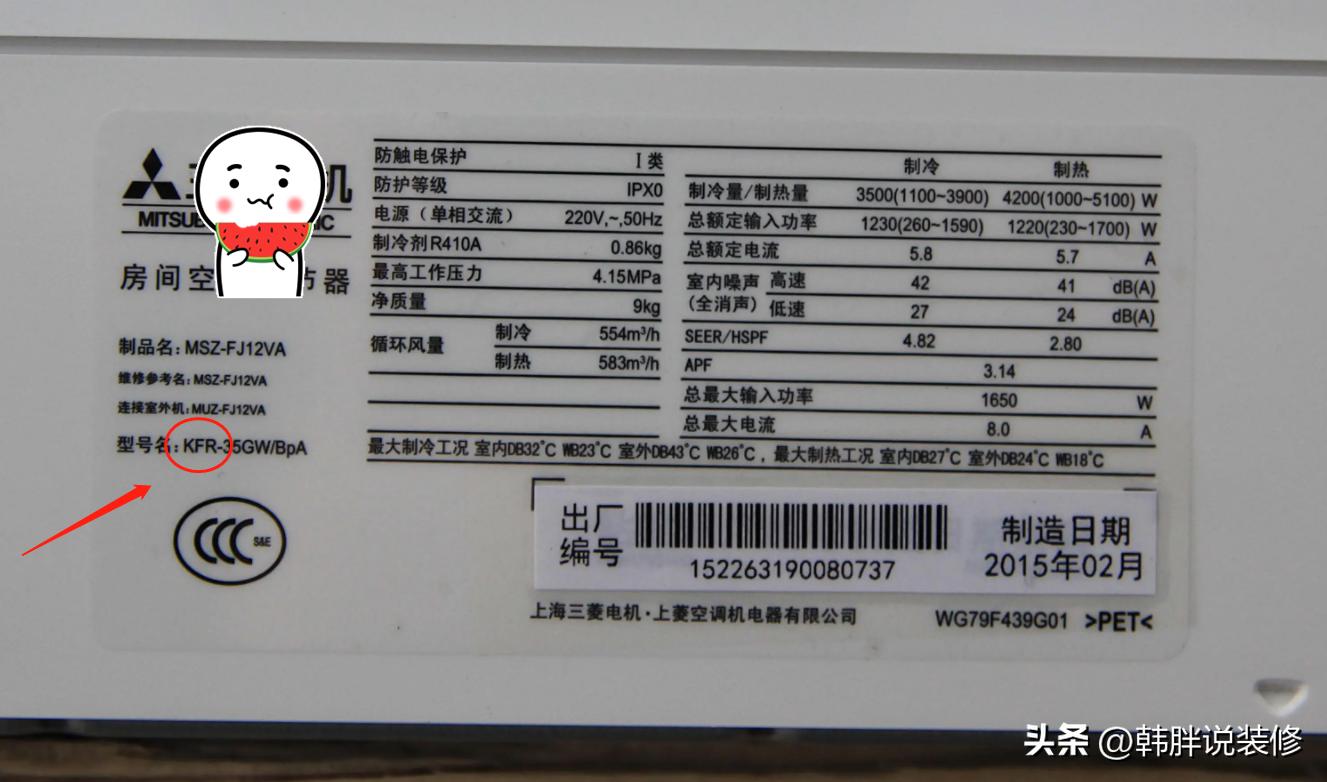 机
MITSUB
IC
房间空 节器
制品名：MSZ-FJ12VA
维修参考名：MSZ-FJ12VA
连接室外机：MUZ-FJ12VA
型号名：KFR-35GW/BpA
CCC S&E
防触电保护 I 类
防护等级 IPX0
电源（单相交流） 220V,~,50Hz
制冷剂R410A 0.86kg
最高工作压力 4.15MPa
净质量 9kg
循环风量 制冷 554m³/h
制热 583m³/h
制冷 制热
制冷量/制热量 3500(1100~3900) 4200(1000~5100) W
总额定输入功率 1230(260~1590) 1220(230~1700) W
总额定电流 5.8 5.7 A
室内噪声 高速 42 41 dB(A)
(全消声) 低速 27 24 dB(A)
SEER/HSPF 4.82 2.80
APF 3.14
总最大输入功率 1650 W
总最大电流 8.0 A
最大制冷工况 室内DB32℃ WB23℃ 室外DB43℃ WB26℃，最大制热工况 室内DB27℃ 室外DB24℃ WB18℃
出厂编号 152263190080737
制造日期
2015年02月
上海三菱电机·上菱空调机电器有限公司 WG79F439G01 >PET<
头条 @韩胖说装修